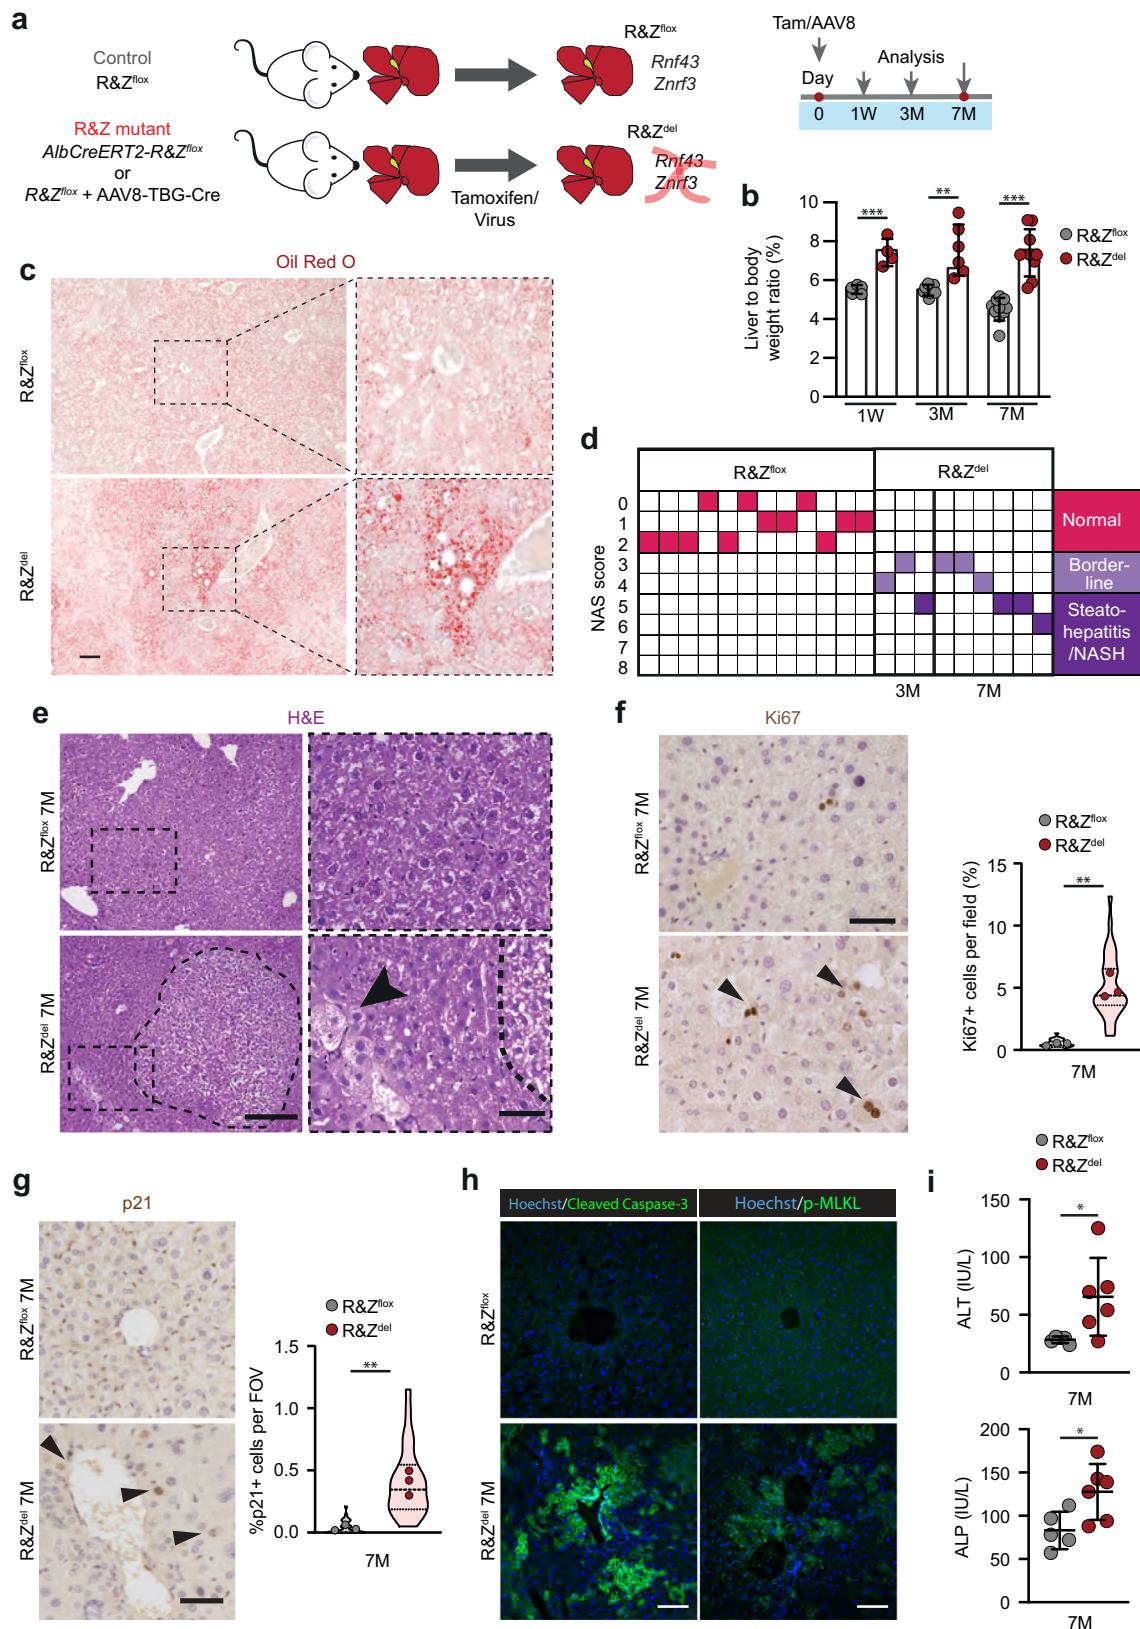 a
Control
R&Z^flox
R&Z mutant
AlbCreERT2-R&Z^flox
or
R&Z^flox + AAV8-TBG-Cre
Tamoxifen/
Virus
R&Z^flox
Rnf43
Znrf3
R&Z^del
Rnf43
Znrf3
Tam/AAV8
Analysis
Day
0 1W 3M 7M
b
Liver to body
weight ratio (%)
10
8
6
4
2
0
*** ** ***
1W 3M 7M
R&Z^flox
R&Z^del
c
Oil Red O
R&Z^flox
R&Z^del
d
R&Z^flox R&Z^del
NAS score
0
1
2
3
4
5
6
7
8
Normal
Border-
line
Steato-
hepatitis
/NASH
3M 7M
e
H&E
R&Z^flox 7M
R&Z^del 7M
f
Ki67
R&Z^flox 7M
R&Z^del 7M
R&Z^flox
R&Z^del
Ki67+ cells per field (%)
15
10
5
0
**
7M
g
p21
R&Z^flox 7M
R&Z^del 7M
R&Z^flox
R&Z^del
%p21+ cells per FOV
1.5
1.0
0.5
0.0
**
7M
h
Hoechst/Cleaved Caspase-3
Hoechst/p-MLKL
R&Z^flox
R&Z^del 7M
i
R&Z^flox
R&Z^del
ALT (IU/L)
150
100
50
0
*
7M
ALP (IU/L)
200
150
100
50
0
*
7M